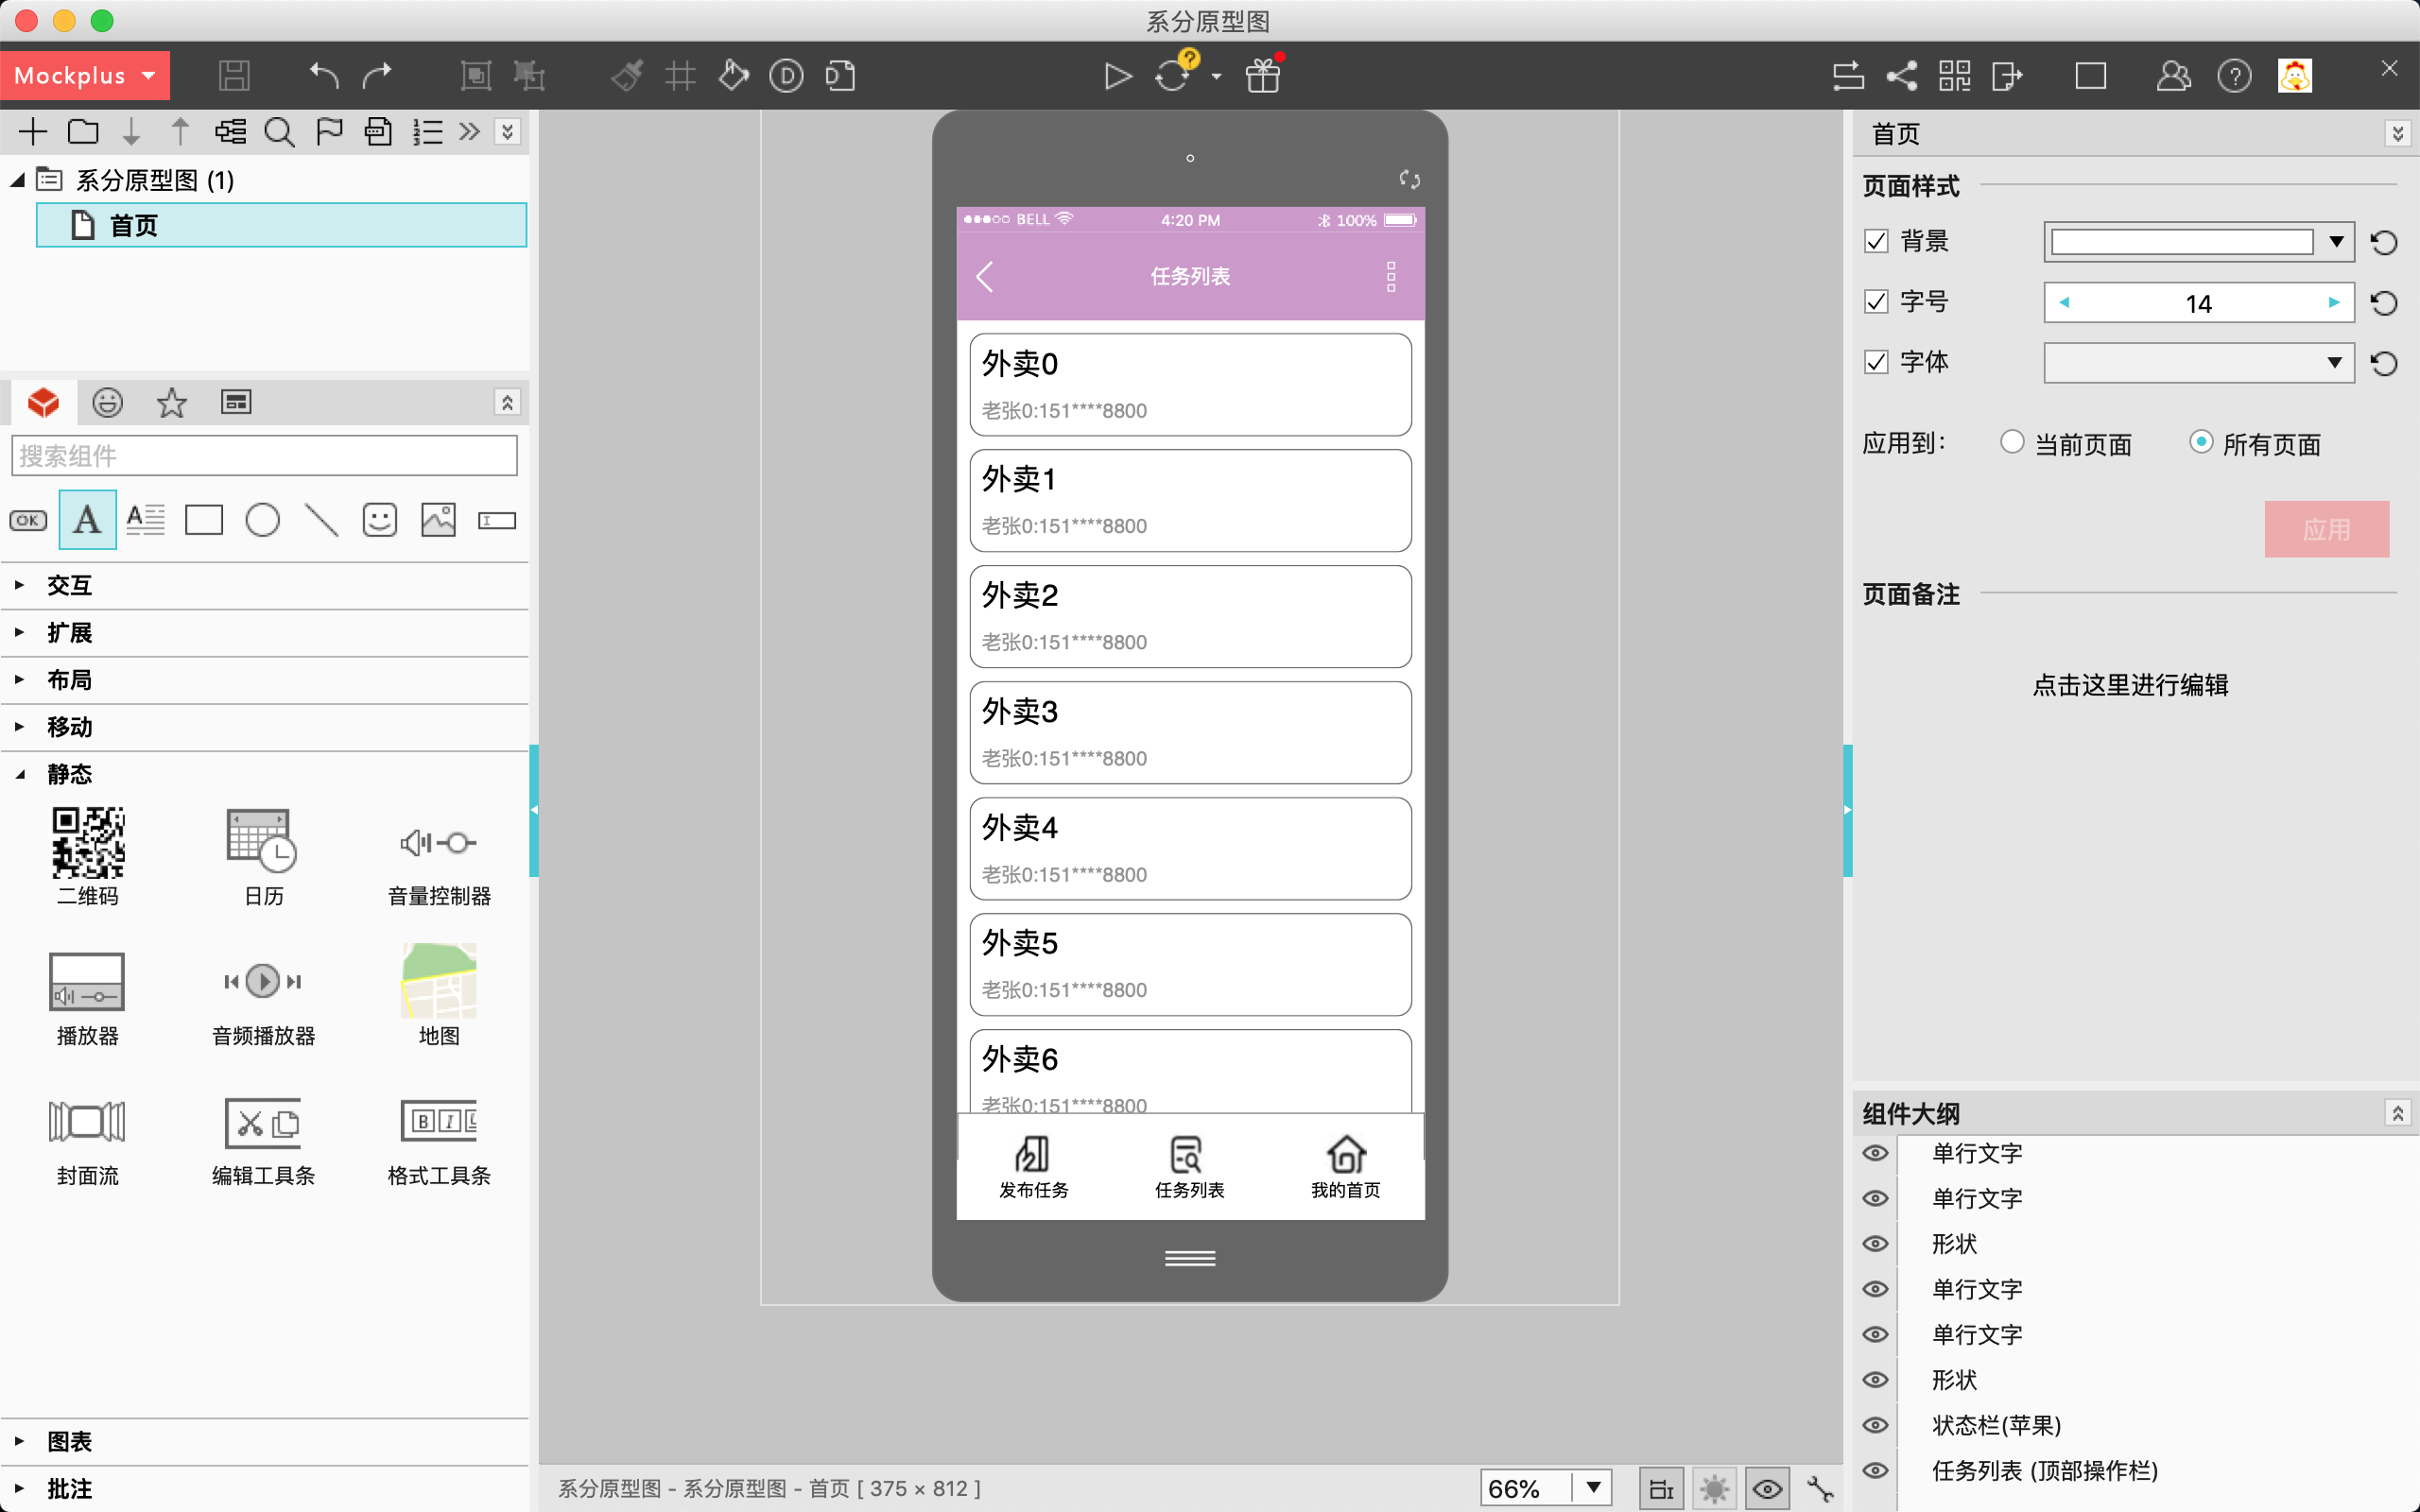 系分原型图
Mockplus
系分原型图 (1)
首页
搜索组件
OK
交互
扩展
布局
移动
静态
二维码
日历
音量控制器
播放器
音频播放器
地图
封面流
编辑工具条
格式工具条
图表
批注
BELL 4:20 PM 100%
任务列表
外卖0
老张0:151****8800
外卖1
老张0:151****8800
外卖2
老张0:151****8800
外卖3
老张0:151****8800
外卖4
老张0:151****8800
外卖5
老张0:151****8800
外卖6
老张0:151****8800
发布任务 任务列表 我的首页
系分原型图 - 系分原型图 - 首页 [ 375 × 812 ]
66%
首页
页面样式
背景
字号 14
字体
应用到: 当前页面 所有页面
应用
页面备注
点击这里进行编辑
组件大纲
单行文字
单行文字
形状
单行文字
单行文字
形状
状态栏(苹果)
任务列表 (顶部操作栏)